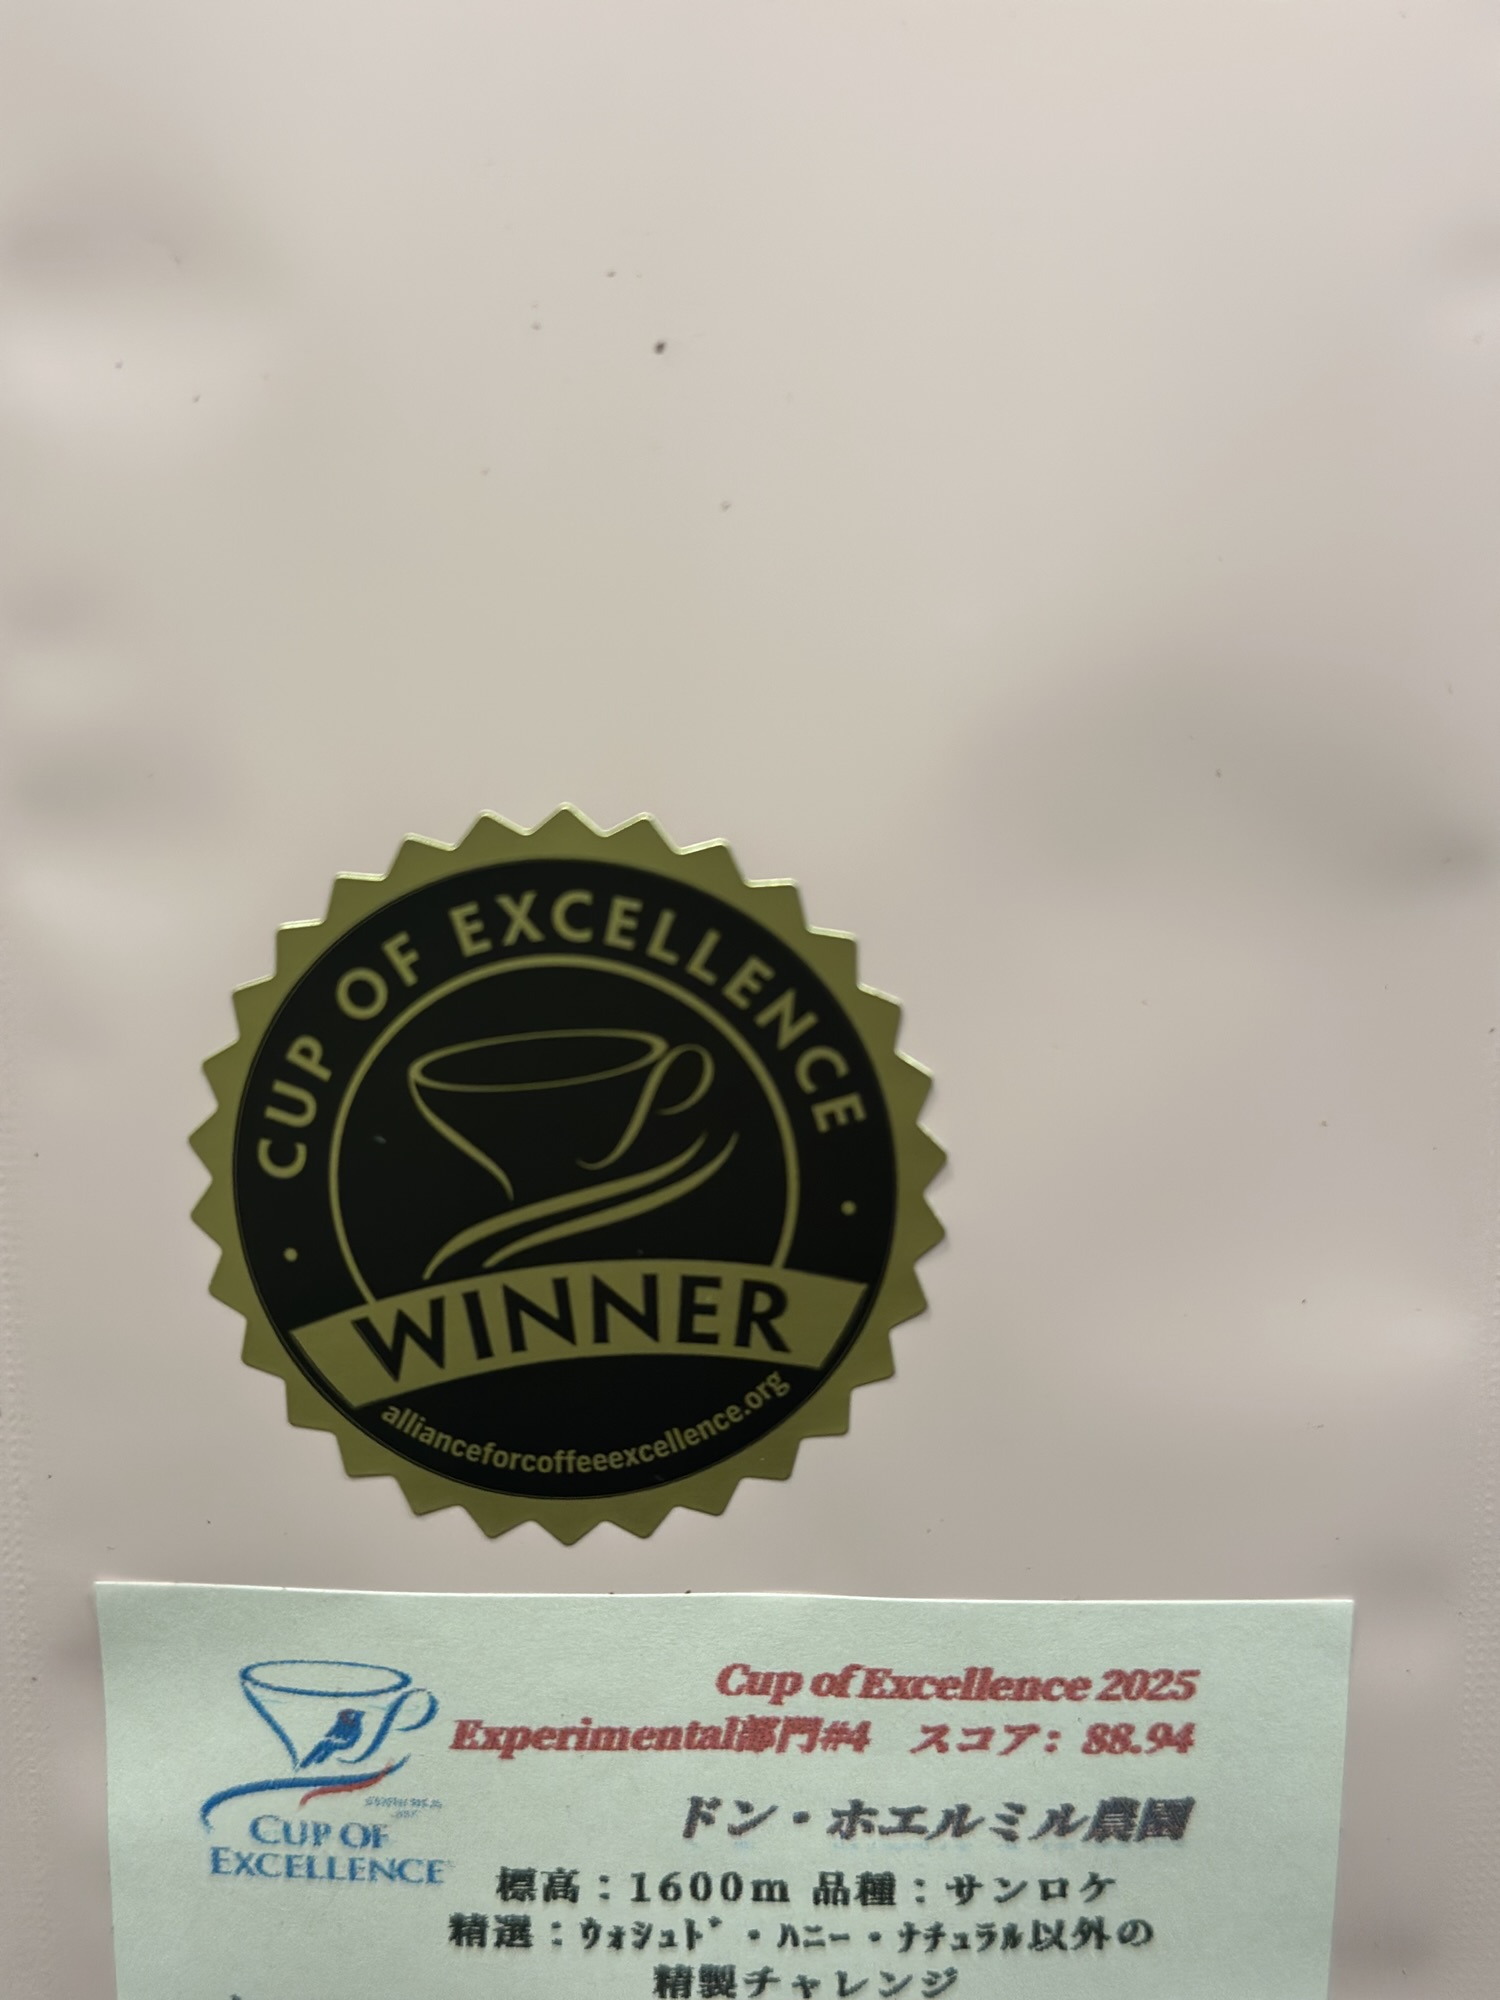 CUP OF EXCELLENCE
WINNER
allianceforcoffeeexcellence.org
Cup of Excellence 2025
Experimental部門#4 スコア：88.94
ドン・ホエルミル農園
CUP OF
EXCELLENCE
標高：1600m 品種：サンロケ
精選：ウォシュド・ハニー・ナチュラル以外の
精製チャレンジ